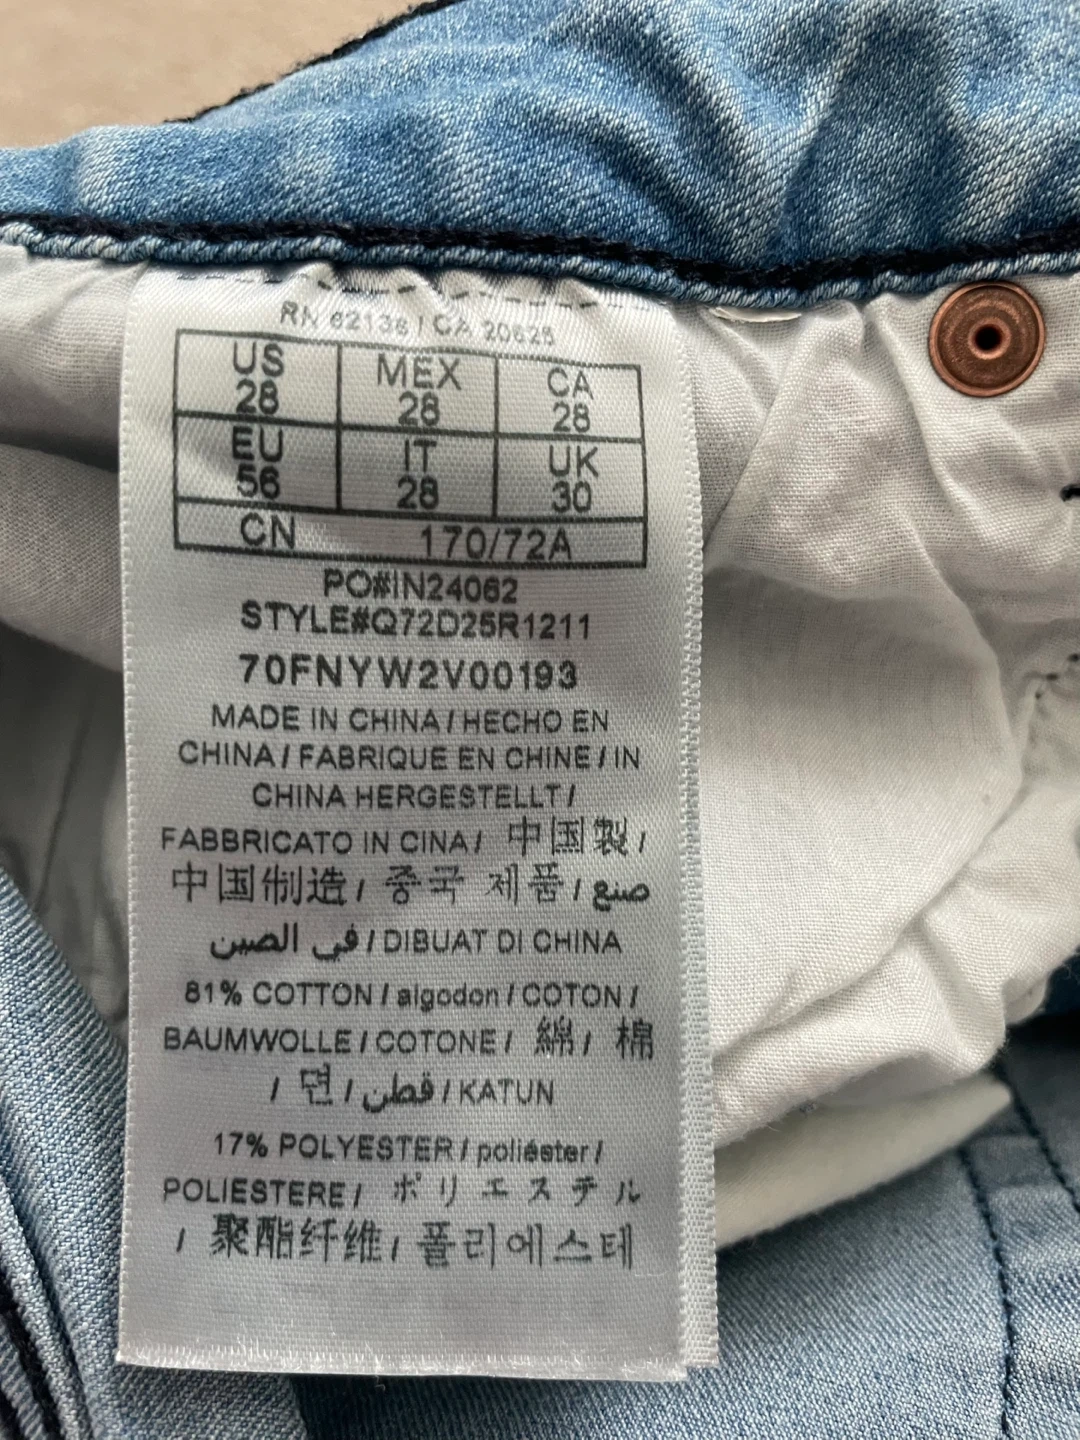 RN 62136 / CA 20625
US MEX CA
28 28 28
EU IT UK
56 28 30
CN 170/72A
PO#IN24062
STYLE#Q72D25R1211
70FNYW2V00193
MADE IN CHINA / HECHO EN
CHINA / FABRIQUE EN CHINE / IN
CHINA HERGESTELLT /
FABBRICATO IN CINA / 中国製 /
中国制造 / 중국 제품 / صنع
في الصين / DIBUAT DI CHINA
81% COTTON / algodon / COTON /
BAUMWOLLE / COTONE / 綿 / 棉
/ 면 / قطن / KATUN
17% POLYESTER / poliéster /
POLIESTERE / ポリエステル
/ 聚酯纤维 / 폴리에스테